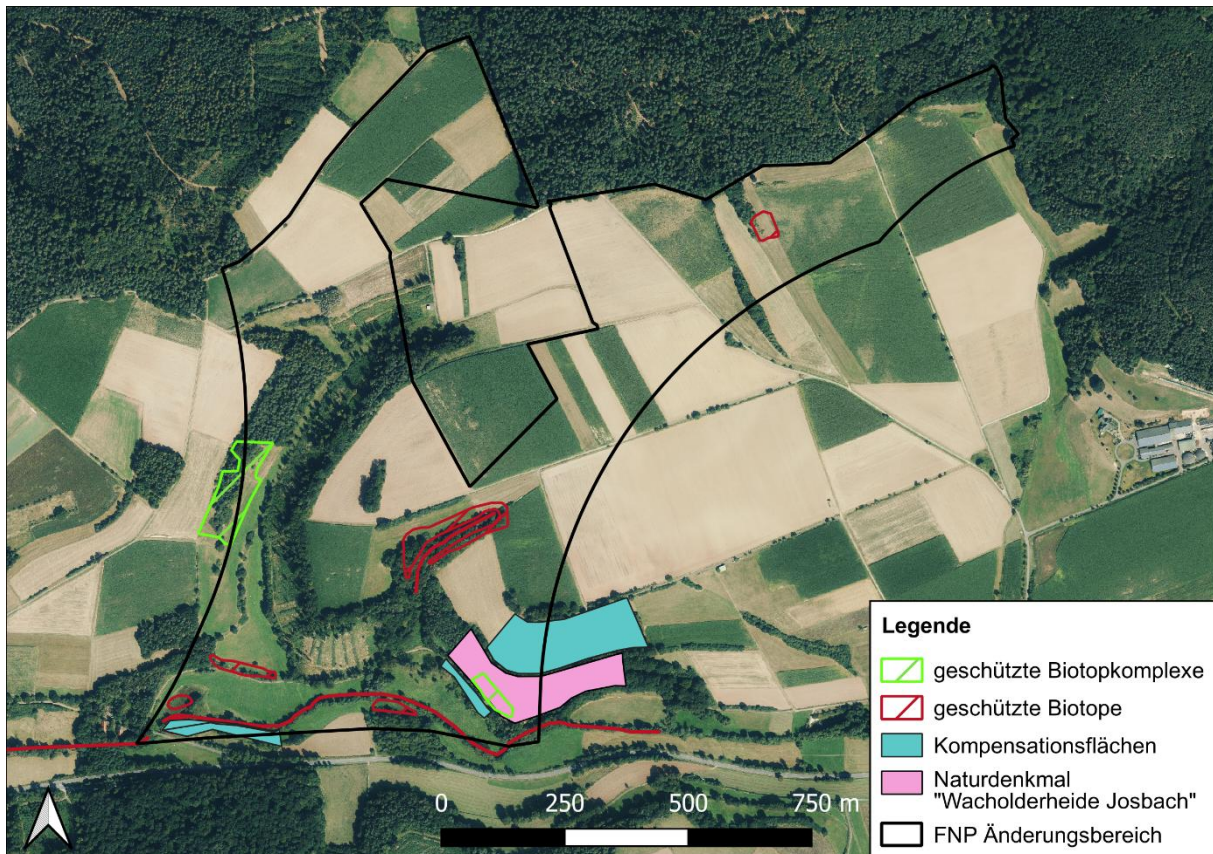 0 250 500 750 m
Legende
geschützte Biotopkomplexe
geschützte Biotope
Kompensationsflächen
Naturdenkmal
"Wacholderheide Josbach"
FNP Änderungsbereich